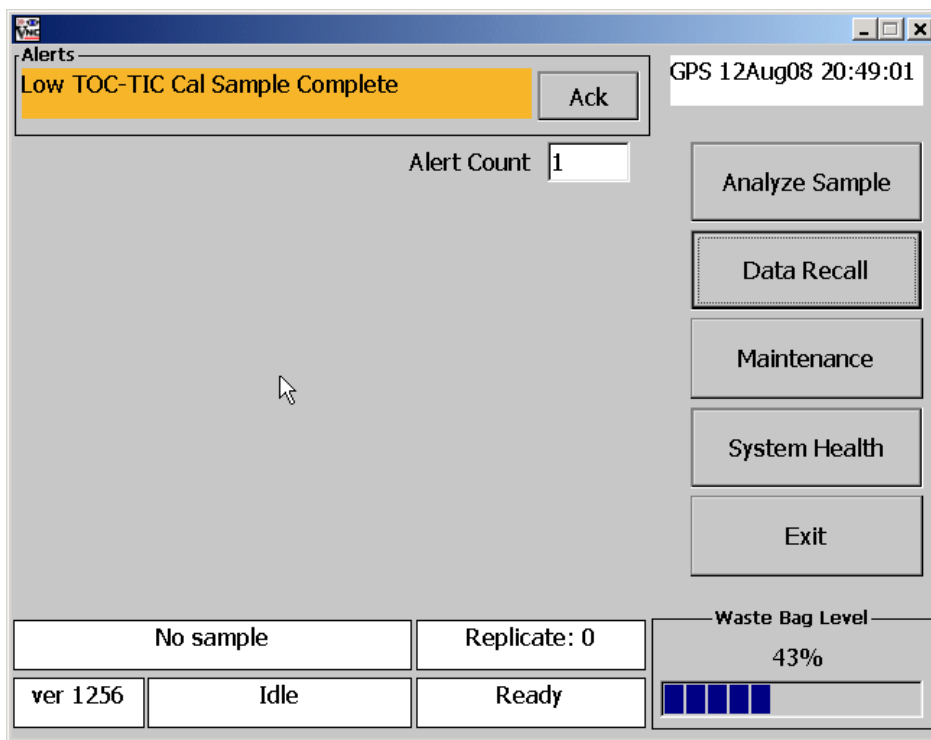 VNC
Alerts
Low TOC-TIC Cal Sample Complete
Ack
GPS 12Aug08 20:49:01
Alert Count 1
Analyze Sample
Data Recall
Maintenance
System Health
Exit
No sample
Replicate: 0
Waste Bag Level
43%
ver 1256
Idle
Ready